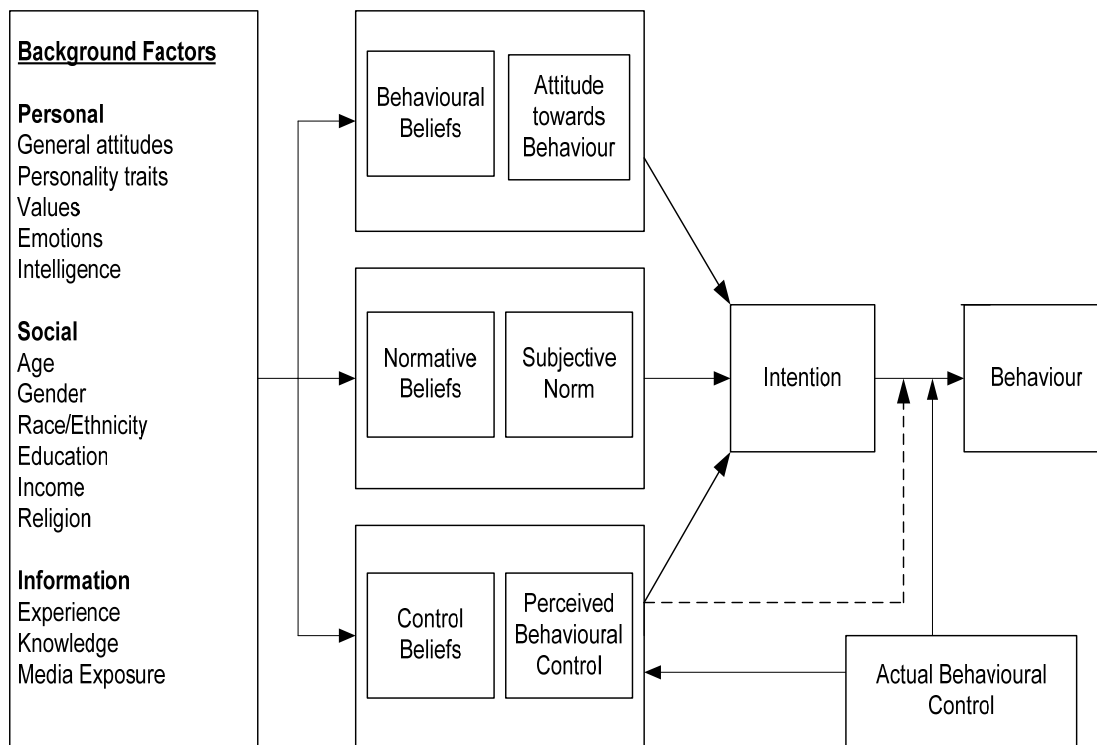 Background Factors
Personal
General attitudes
Personality traits
Values
Emotions
Intelligence
Social
Age
Gender
Race/Ethnicity
Education
Income
Religion
Information
Experience
Knowledge
Media Exposure
Behavioural
Beliefs
Attitude
towards
Behaviour
Normative
Beliefs
Subjective
Norm
Control
Beliefs
Perceived
Behavioural
Control
Intention
Behaviour
Actual Behavioural
Control